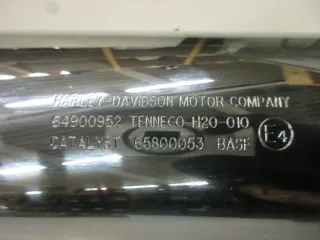 HARLEY-DAVIDSON MOTOR COMPANY
64900952 TENNECO H20-010
CATALYST 65800053 BASF E4